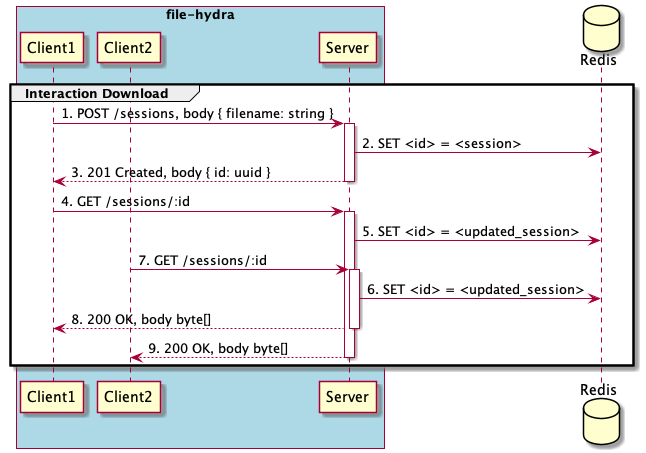 file-hydra
Client1
Client2
Server
Redis
Interaction Download
1. POST /sessions, body { filename: string }
2. SET <id> = <session>
3. 201 Created, body { id: uuid }
4. GET /sessions/:id
5. SET <id> = <updated_session>
7. GET /sessions/:id
6. SET <id> = <updated_session>
8. 200 OK, body byte[]
9. 200 OK, body byte[]
Client1
Client2
Server
Redis